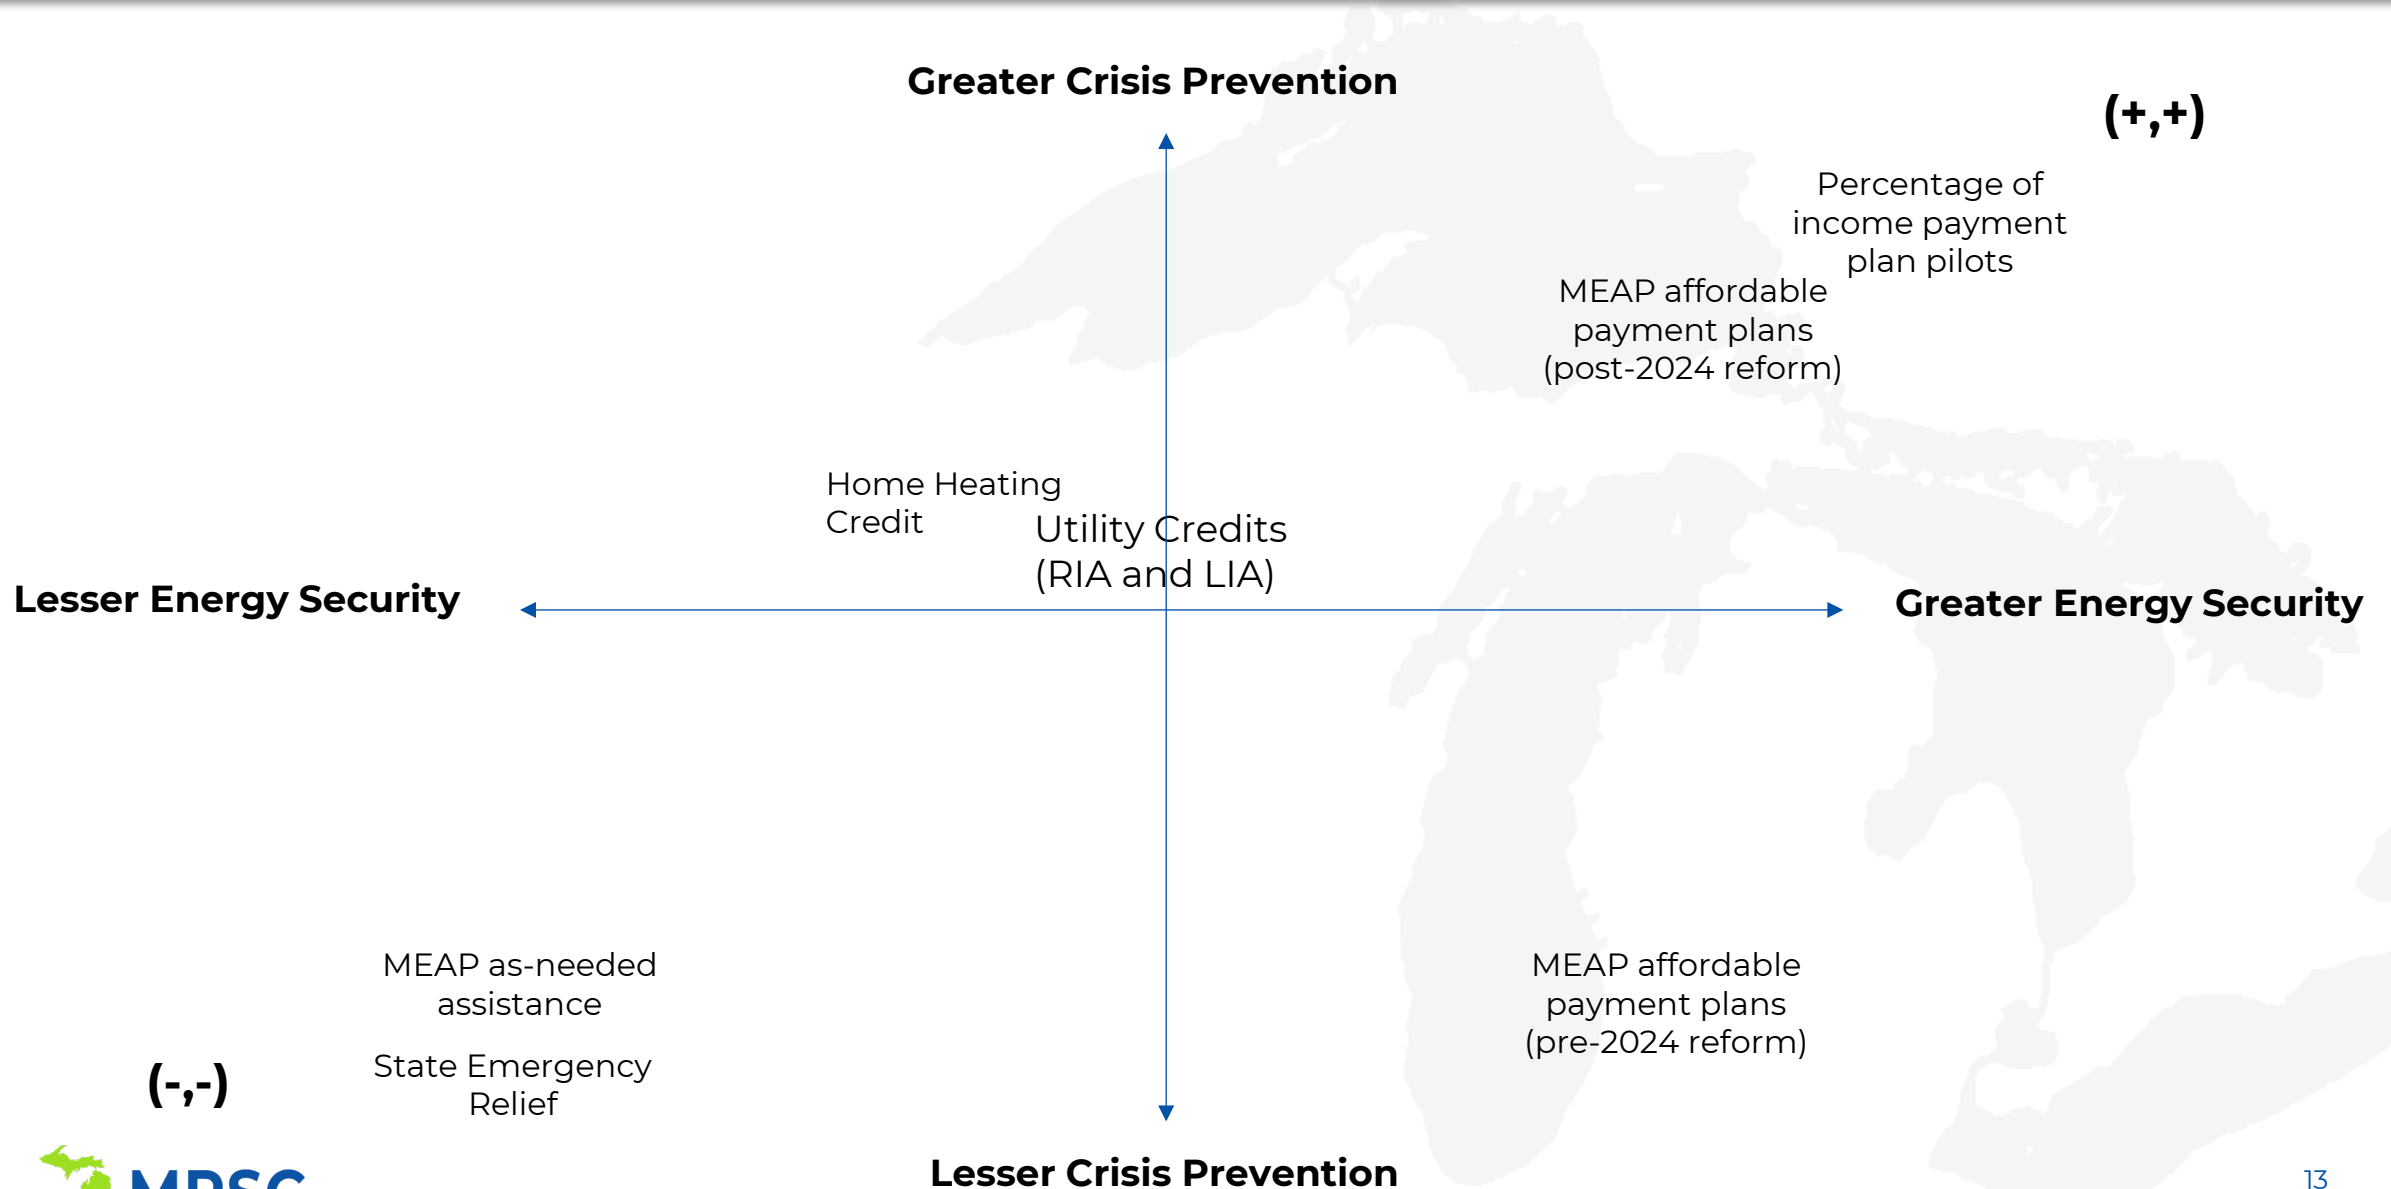 Greater Crisis Prevention
(+,+)
Percentage of
income payment
plan pilots
MEAP affordable
payment plans
(post-2024 reform)
Home Heating
Credit
Utility Credits
(RIA and LIA)
Lesser Energy Security
Greater Energy Security
MEAP as-needed
assistance
MEAP affordable
payment plans
(pre-2024 reform)
State Emergency
Relief
(-,-)
Lesser Crisis Prevention
MPSC
13